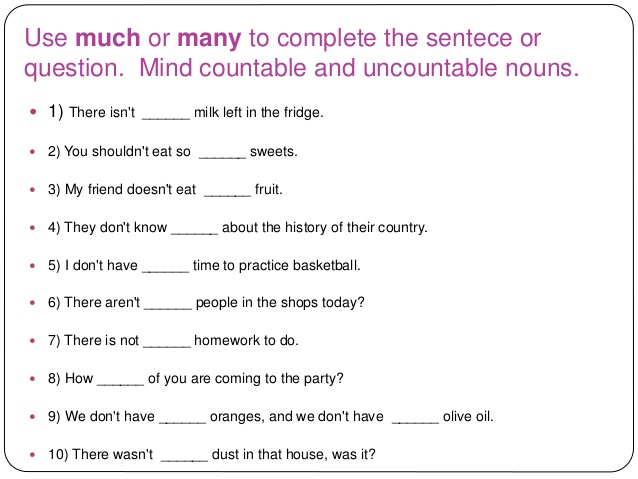 Use much or many to complete the sentece or
question. Mind countable and uncountable nouns.
• 1) There isn't ______ milk left in the fridge.
• 2) You shouldn't eat so ______ sweets.
• 3) My friend doesn't eat ______ fruit.
• 4) They don't know ______ about the history of their country.
• 5) I don't have ______ time to practice basketball.
• 6) There aren't ______ people in the shops today?
• 7) There is not ______ homework to do.
• 8) How ______ of you are coming to the party?
• 9) We don't have ______ oranges, and we don't have ______ olive oil.
• 10) There wasn't ______ dust in that house, was it?